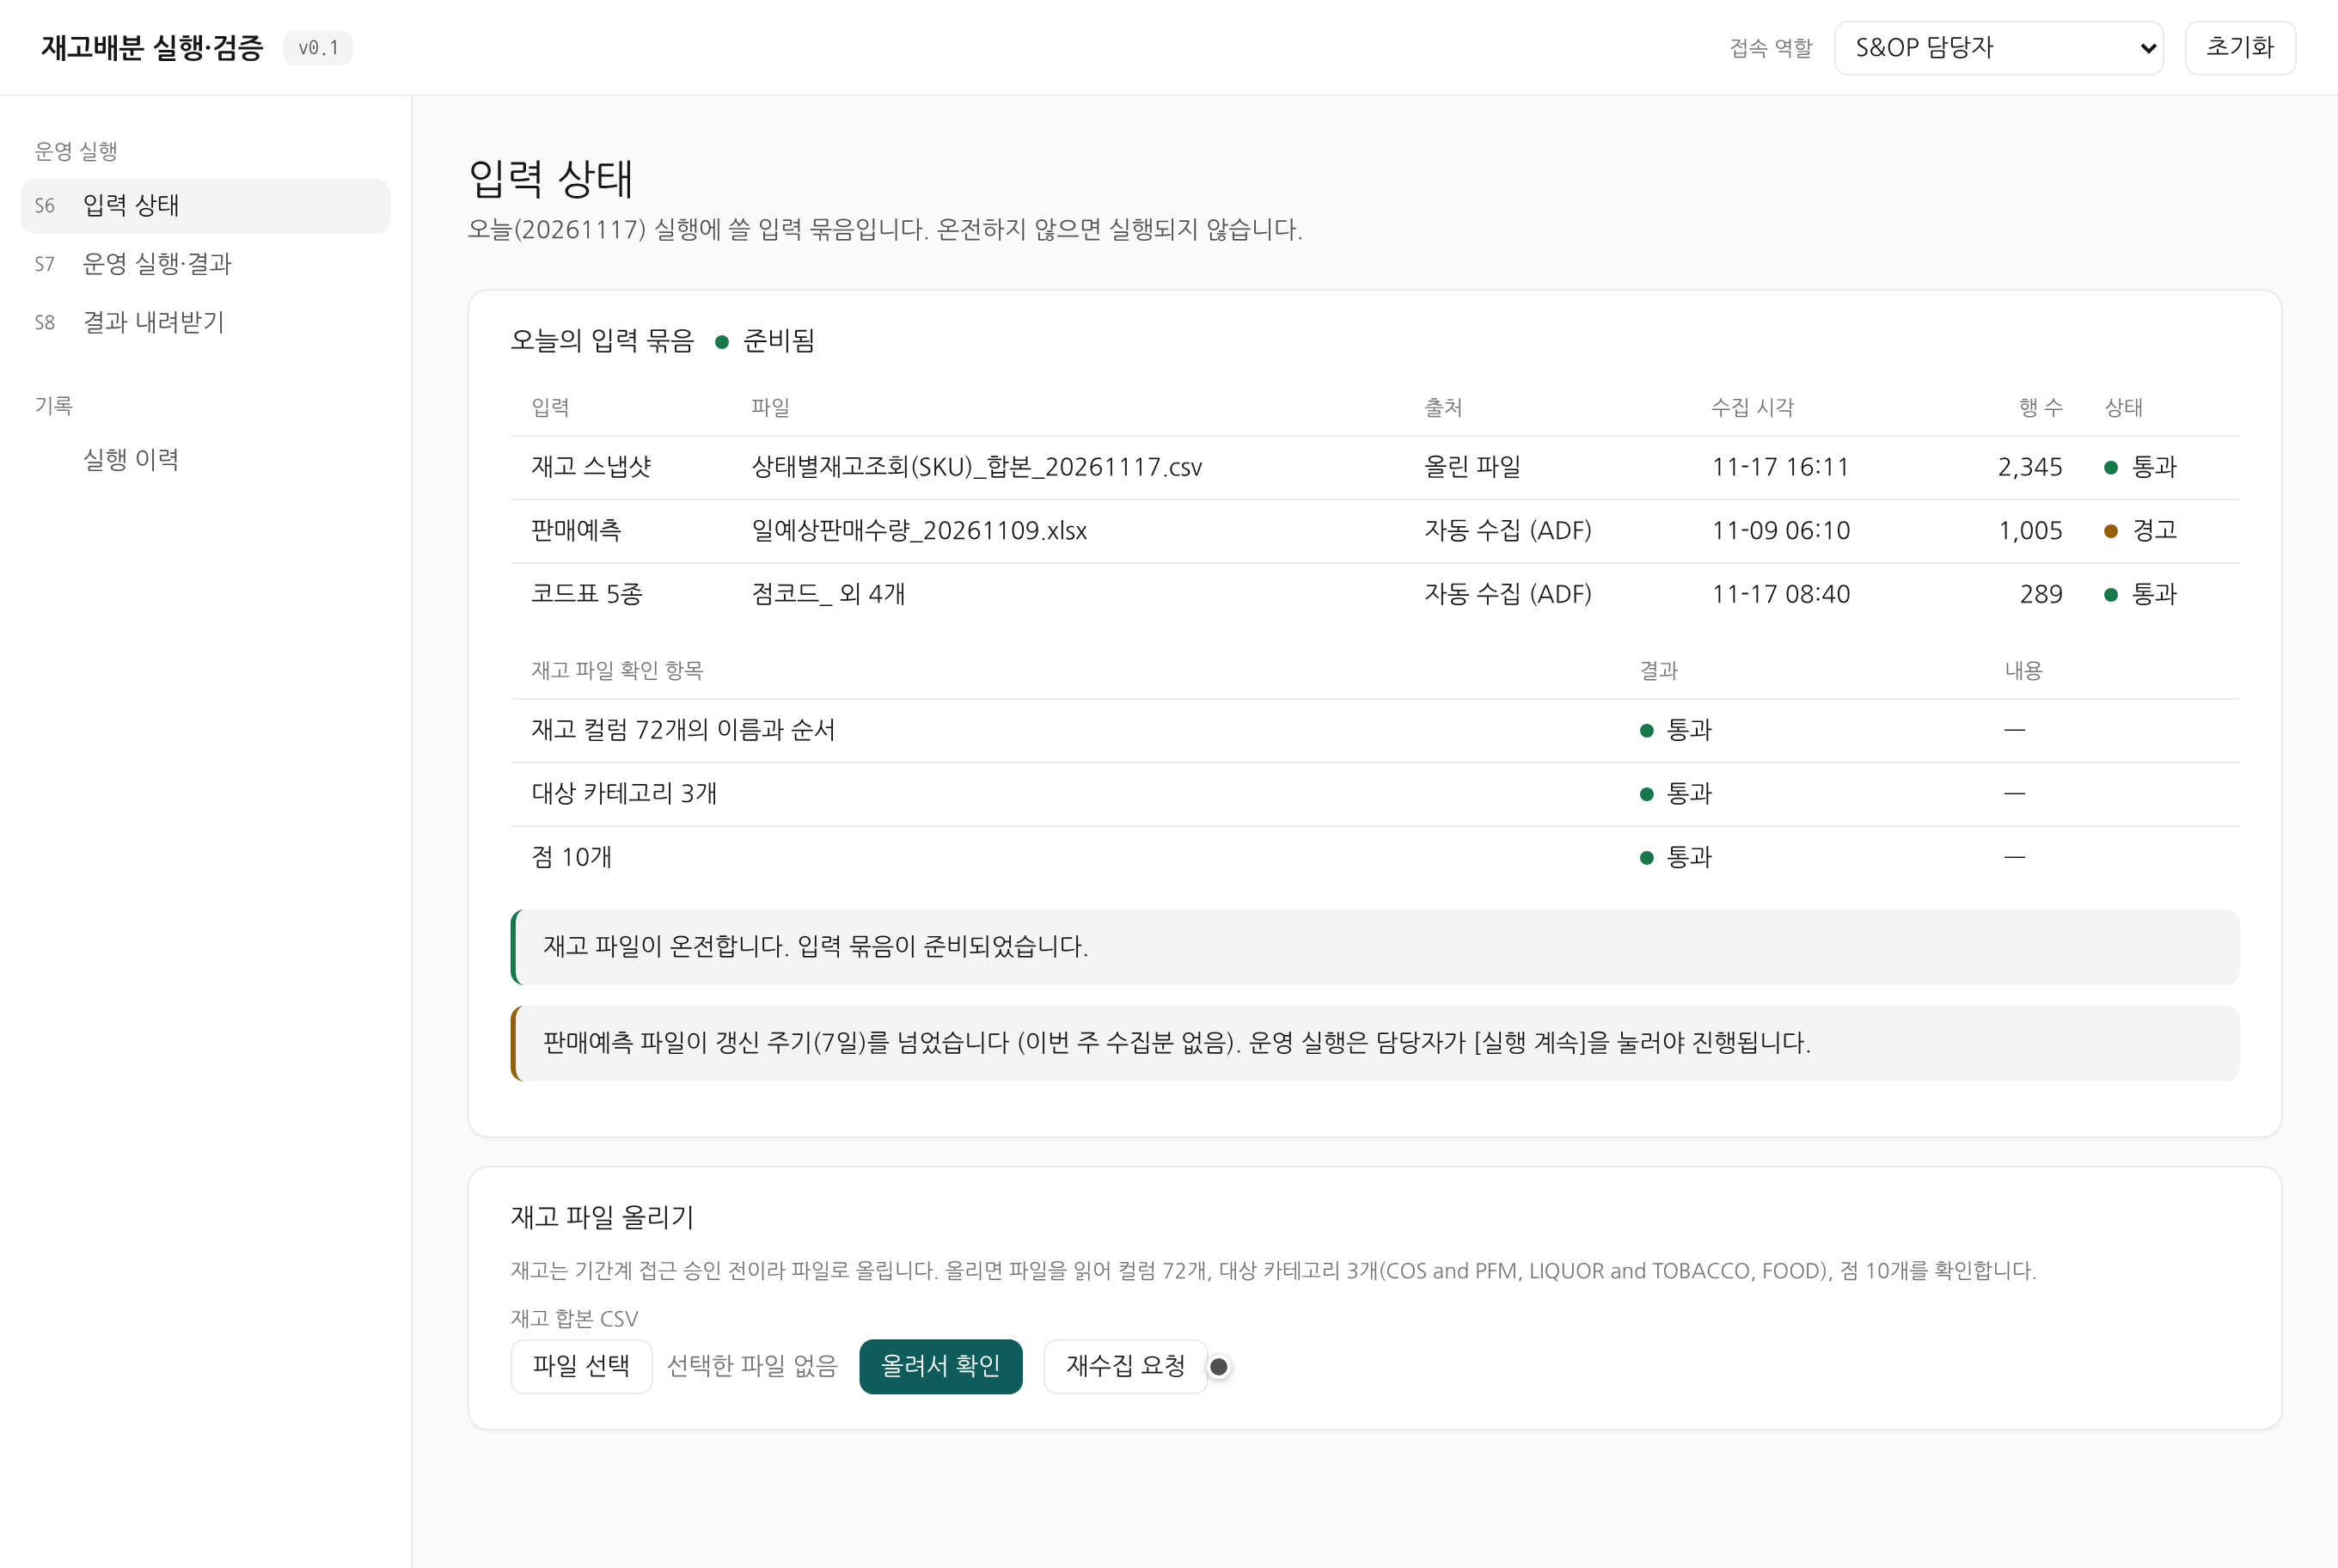 재고배분 실행·검증 v0.1 접속 역할 S&OP 담당자 초기화
운영 실행
S6 입력 상태
S7 운영 실행·결과
S8 결과 내려받기
기록
실행 이력
입력 상태
오늘(20261117) 실행에 쓸 입력 묶음입니다. 온전하지 않으면 실행되지 않습니다.
오늘의 입력 묶음 준비됨
입력 파일 출처 수집 시각 행 수 상태
재고 스냅샷 상태별재고조회(SKU)_합본_20261117.csv 올린 파일 11-17 16:11 2,345 통과
판매예측 일예상판매수량_20261109.xlsx 자동 수집 (ADF) 11-09 06:10 1,005 경고
코드표 5종 점코드_ 외 4개 자동 수집 (ADF) 11-17 08:40 289 통과
재고 파일 확인 항목 결과 내용
재고 컬럼 72개의 이름과 순서 통과 —
대상 카테고리 3개 통과 —
점 10개 통과 —
재고 파일이 온전합니다. 입력 묶음이 준비되었습니다.
판매예측 파일이 갱신 주기(7일)를 넘었습니다 (이번 주 수집분 없음). 운영 실행은 담당자가 [실행 계속]을 눌러야 진행됩니다.
재고 파일 올리기
재고는 기간계 접근 승인 전이라 파일로 올립니다. 올리면 파일을 읽어 컬럼 72개, 대상 카테고리 3개(COS and PFM, LIQUOR and TOBACCO, FOOD), 점 10개를 확인합니다.
재고 합본 CSV
파일 선택 선택한 파일 없음 올려서 확인 재수집 요청